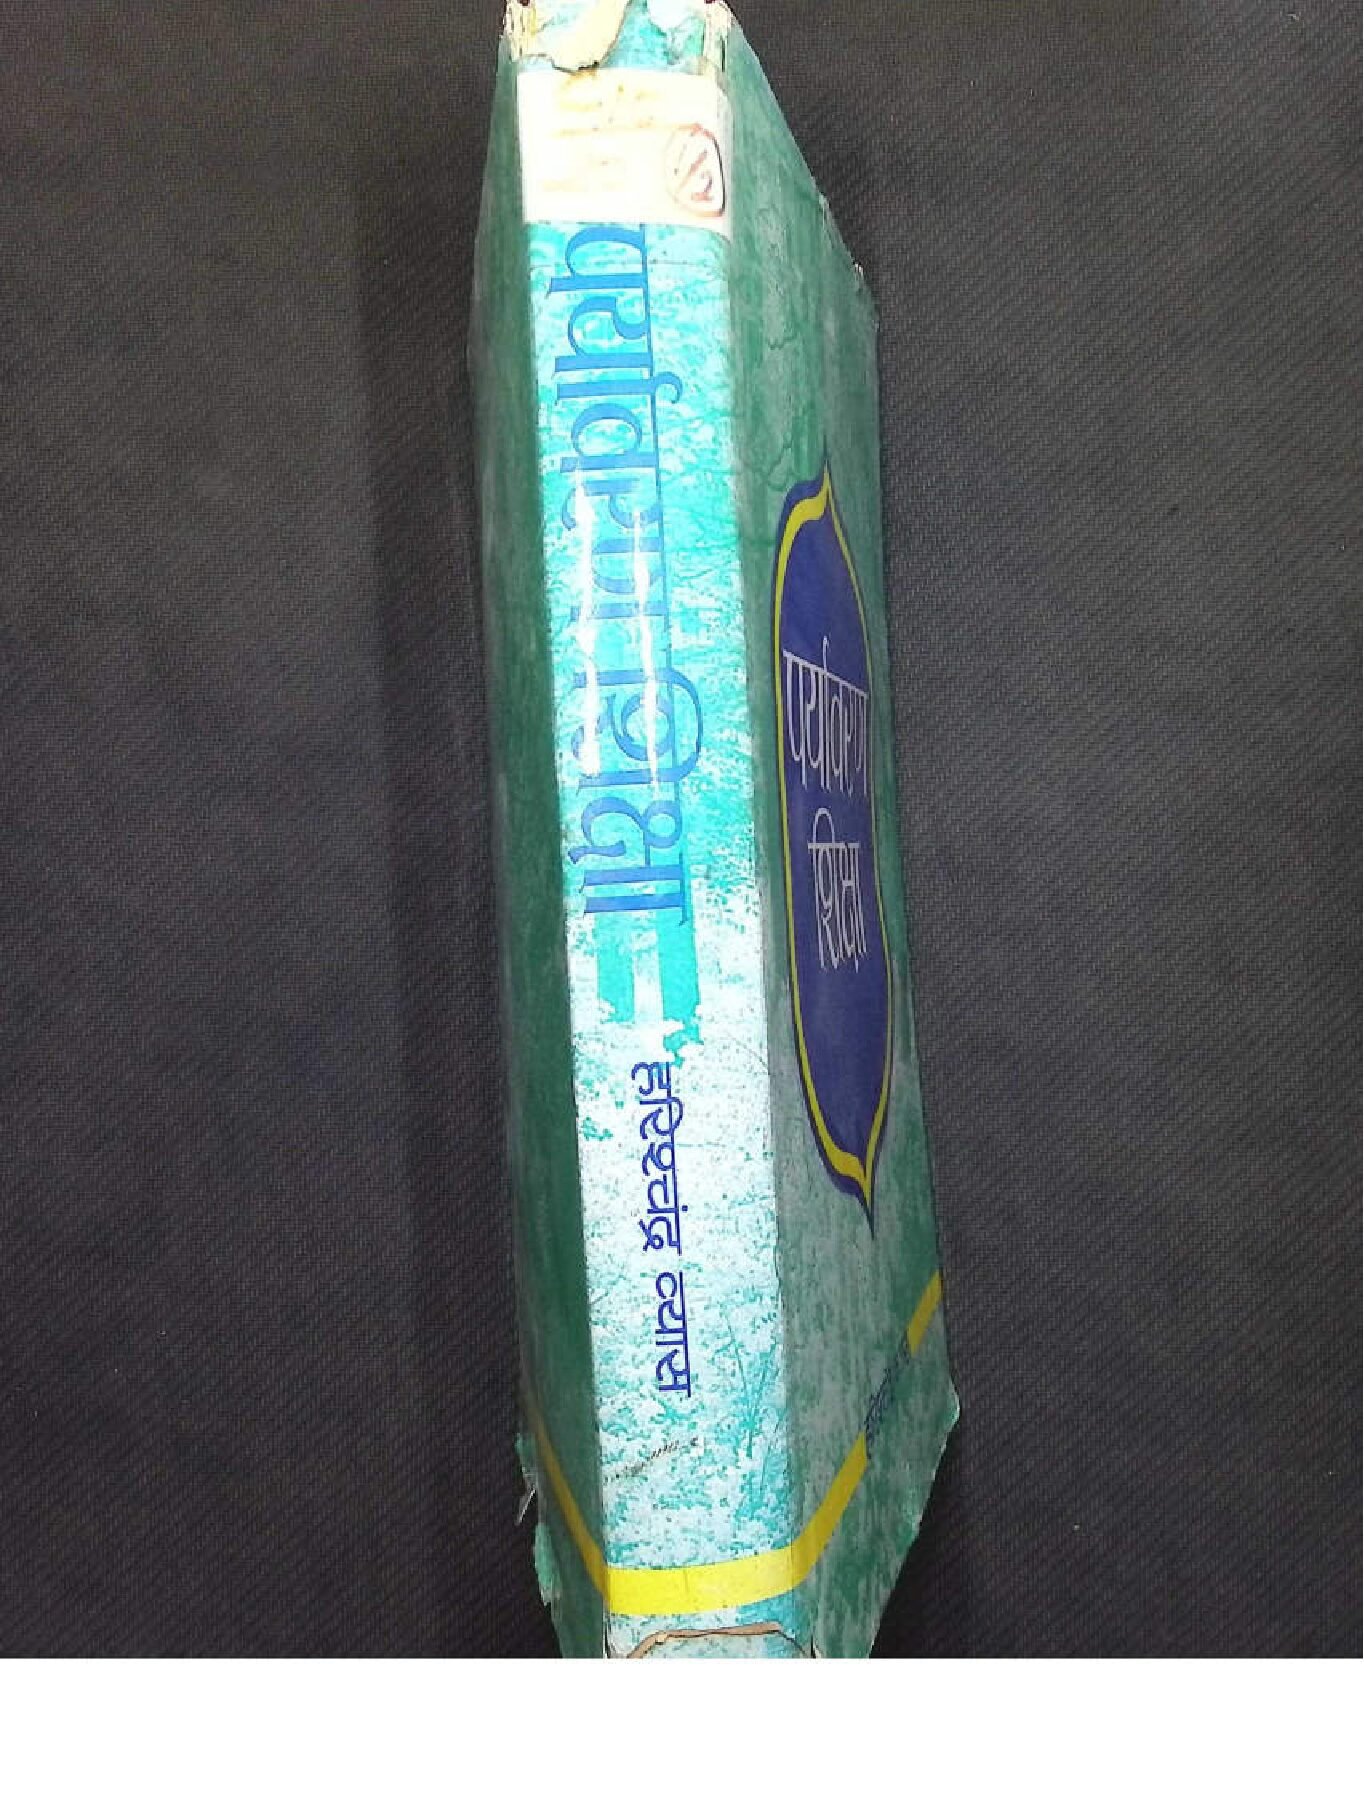 पर्यावरण शिक्षा
हरिश्चंद्र व्यास
पर्यावरण
शिक्षा